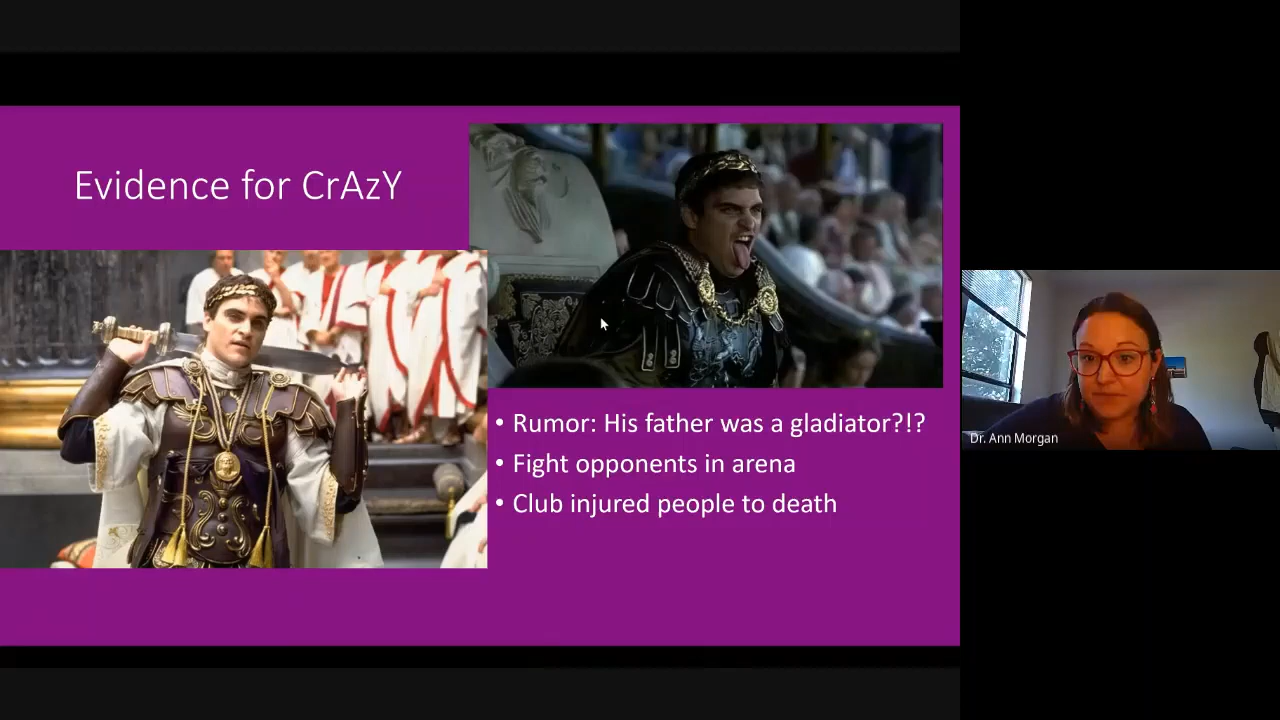 Evidence for CrAzY
• Rumor: His father was a gladiator?!?
• Fight opponents in arena
• Club injured people to death
Dr. Ann Morgan